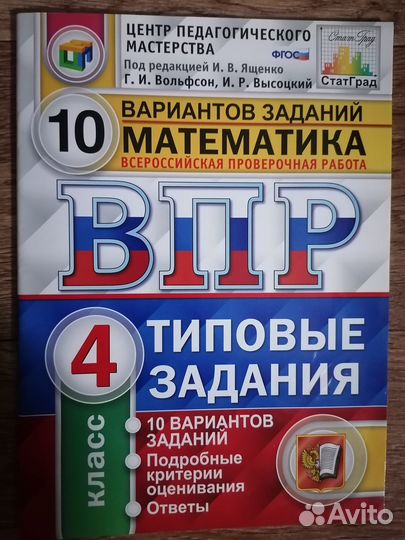 ЦЕНТР ПЕДАГОГИЧЕСКОГО
МАСТЕРСТВА
Под редакцией И. В. Ященко
Г. И. Вольфсон, И. Р. Высоцкий
ФГОС
СтатГрад
СтатГрад
10
ВАРИАНТОВ ЗАДАНИЙ
МАТЕМАТИКА
ВСЕРОССИЙСКАЯ ПРОВЕРОЧНАЯ РАБОТА
ВПР
4
КЛАСС
ТИПОВЫЕ
ЗАДАНИЯ
• 10 ВАРИАНТОВ
ЗАДАНИЙ
• Подробные
критерии
оценивания
• Ответы
Avito